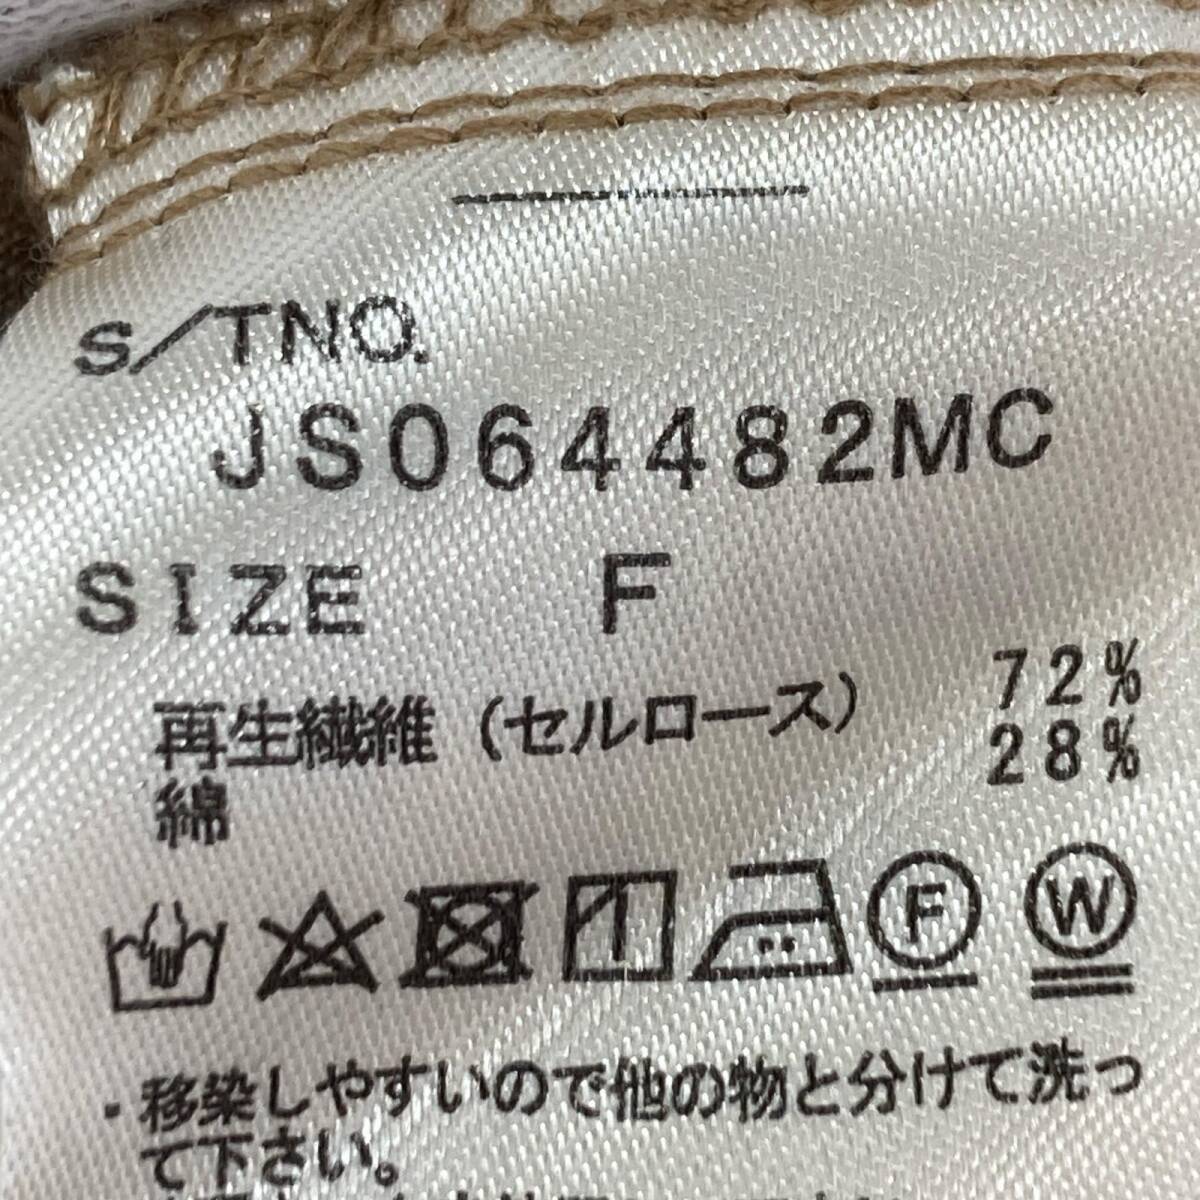 S/TNO.
JS064482MC
SIZE F
再生繊維（セルロース） 72%
綿 28%
F W
・移染しやすいので他の物と分けて洗っ
て下さい。